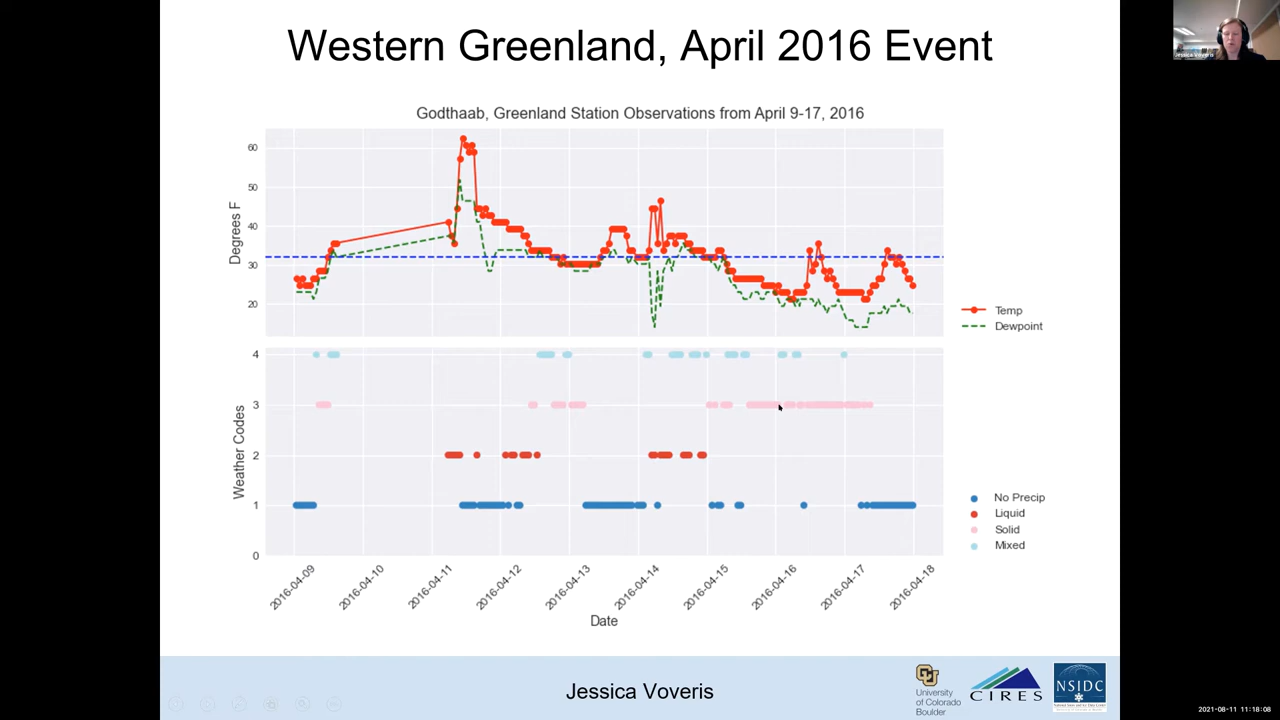 Western Greenland, April 2016 Event
Jessica Voveris
Godthaab, Greenland Station Observations from April 9-17, 2016
60
50
40
30
20
Degrees F
Temp
Dewpoint
4
3
2
1
0
Weather Codes
No Precip
Liquid
Solid
Mixed
2016-04-09
2016-04-10
2016-04-11
2016-04-12
2016-04-13
2016-04-14
2016-04-15
2016-04-16
2016-04-17
2016-04-18
Date
Jessica Voveris
University of Colorado Boulder
CIRES
NSIDC
2021-08-11 11:18:08